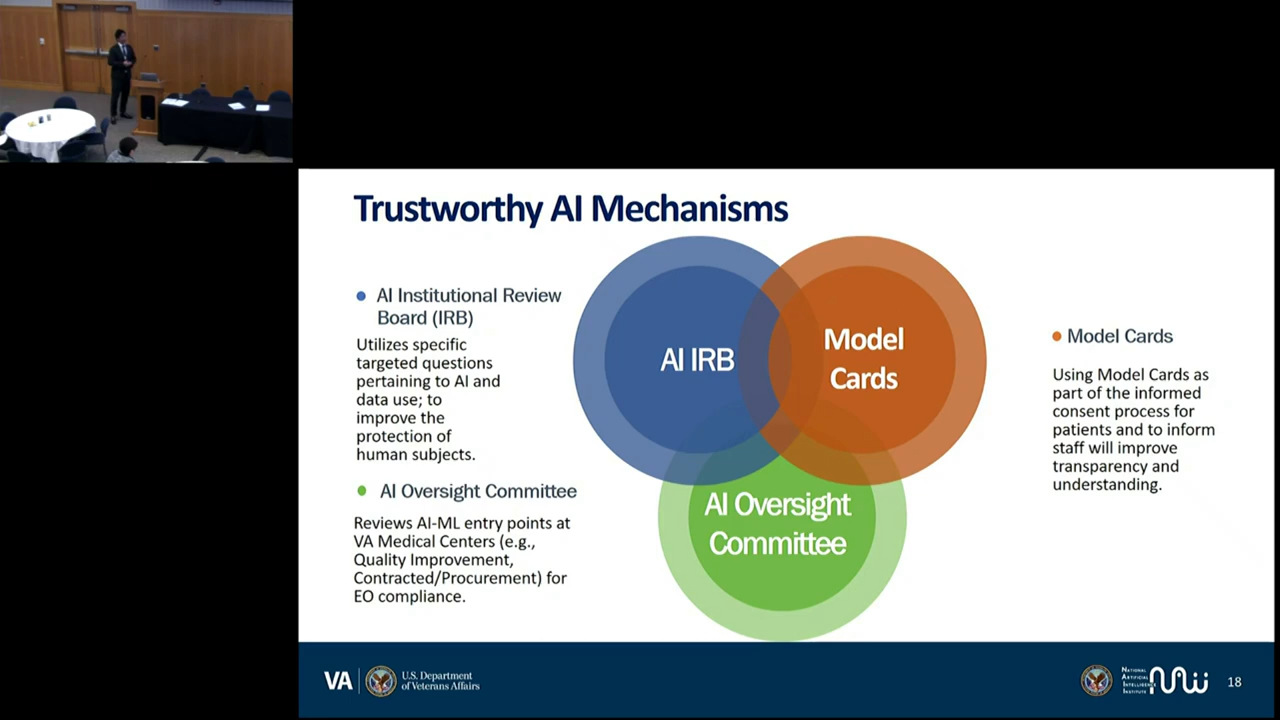 Trustworthy AI Mechanisms
AI Institutional Review
Board (IRB)
Utilizes specific
targeted questions
pertaining to AI and
data use; to
improve the
protection of
human subjects.
AI Oversight Committee
Reviews AI-ML entry points at
VA Medical Centers (e.g.,
Quality Improvement,
Contracted/Procurement) for
EO compliance.
AI IRB
Model
Cards
AI Oversight
Committee
Model Cards
Using Model Cards as
part of the informed
consent process for
patients and to inform
staff will improve
transparency and
understanding.
VA
U.S. Department
of Veterans Affairs
National
Artificial
Intelligence
Institute
18